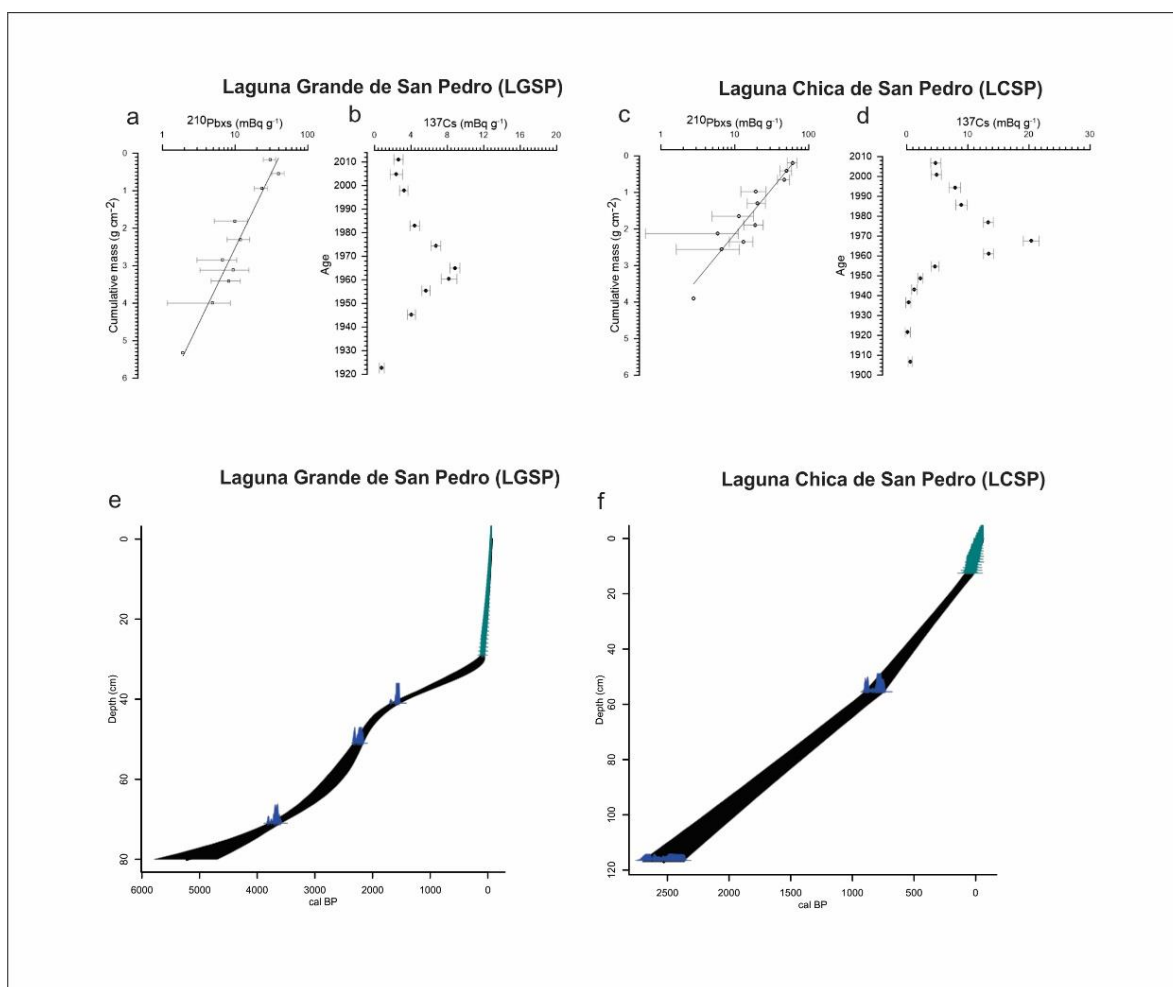 Laguna Grande de San Pedro (LGSP)
Laguna Chica de San Pedro (LCSP)
a
210Pbxs (mBq g-1)
1 10 100
Cumulative mass (g cm-2)
0
1
2
3
4
5
6
b
137Cs (mBq g-1)
0 4 8 12 16 20
Age
2010
2000
1990
1980
1970
1960
1950
1940
1930
1920
c
210Pbxs (mBq g-1)
1 10 100
Cumulative mass (g cm-2)
0
1
2
3
4
5
6
d
137Cs (mBq g-1)
0 10 20 30
Age
2010
2000
1990
1980
1970
1960
1950
1940
1930
1920
1910
1900
Laguna Grande de San Pedro (LGSP)
Laguna Chica de San Pedro (LCSP)
e
Depth (cm)
0
20
40
60
80
6000 5000 4000 3000 2000 1000 0
cal BP
f
Depth (cm)
0
20
40
60
80
100
120
2500 2000 1500 1000 500 0
cal BP